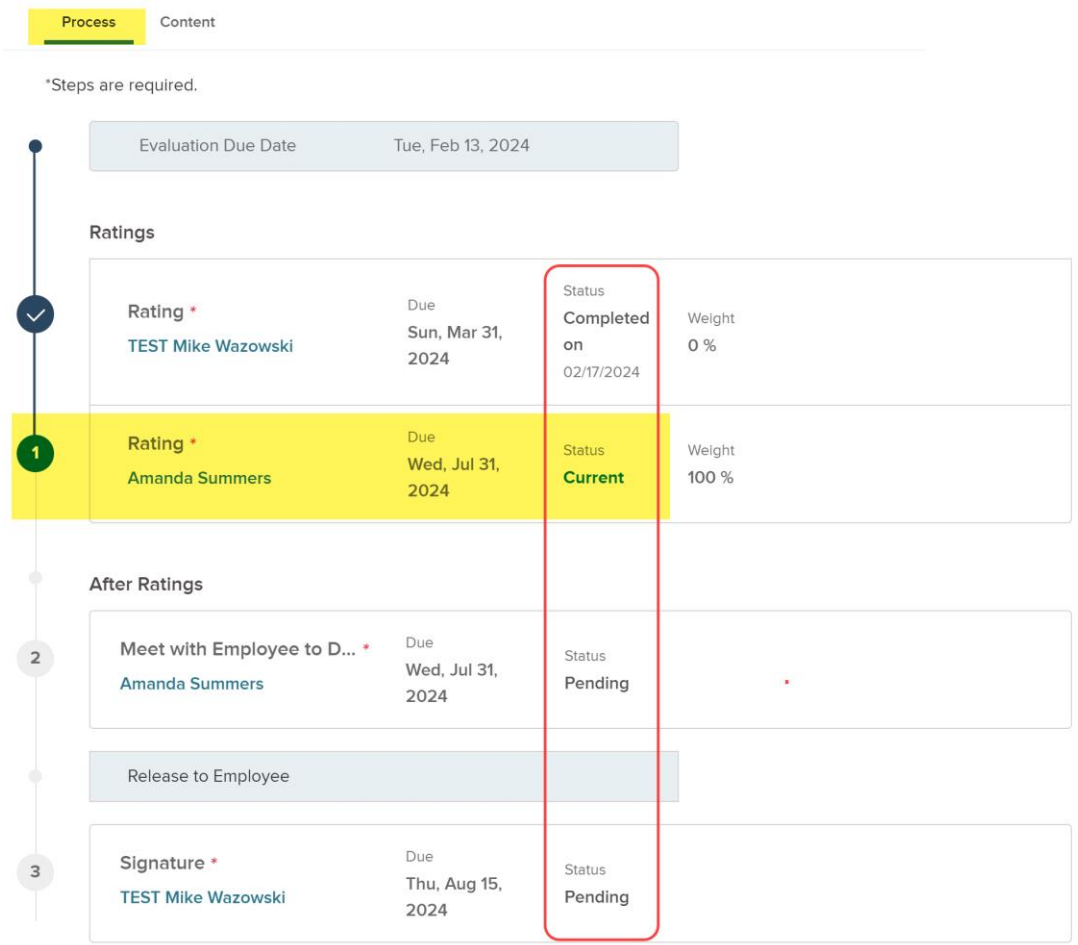 Process Content
*Steps are required.
Evaluation Due Date Tue, Feb 13, 2024
Ratings
Rating *
TEST Mike Wazowski
Due
Sun, Mar 31,
2024
Status
Completed
on
02/17/2024
Weight
0 %
1
Rating *
Amanda Summers
Due
Wed, Jul 31,
2024
Status
Current
Weight
100 %
After Ratings
2
Meet with Employee to D... *
Amanda Summers
Due
Wed, Jul 31,
2024
Status
Pending
Release to Employee
3
Signature *
TEST Mike Wazowski
Due
Thu, Aug 15,
2024
Status
Pending